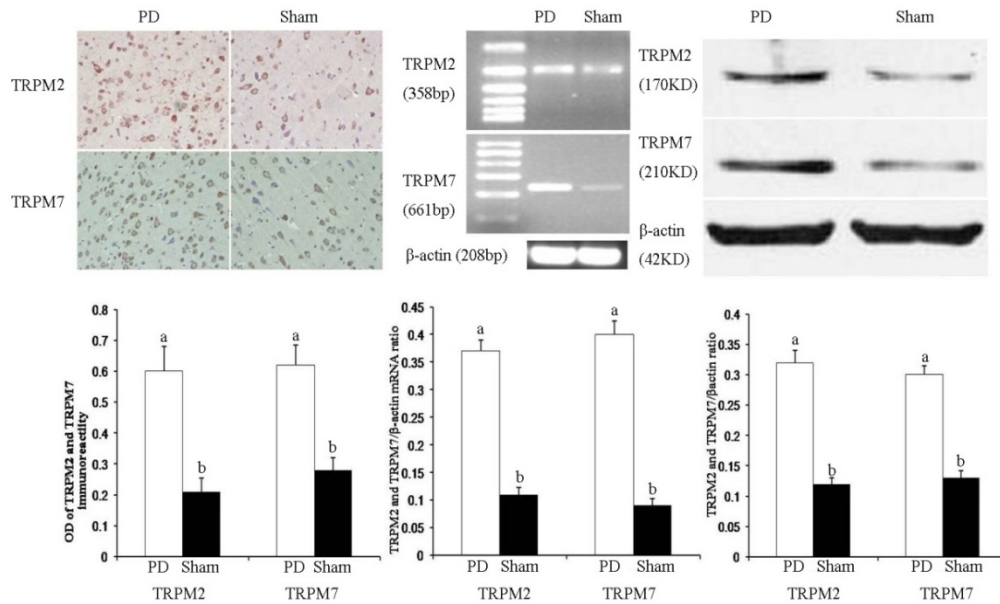 PD Sham
TRPM2
TRPM7
PD Sham
TRPM2
(358bp)
TRPM7
(661bp)
β-actin (208bp)
PD Sham
TRPM2
(170KD)
TRPM7
(210KD)
β-actin
(42KD)
OD of TRPM2 and TRPM7
immunoreactiity
0.8
0.7
0.6
0.5
0.4
0.3
0.2
0.1
0
a
b
a
b
PD Sham PD Sham
TRPM2 TRPM7
TRPM2 and TRPM7/β-actin mRNA ratio
0.45
0.4
0.35
0.3
0.25
0.2
0.15
0.1
0.05
0
a
b
a
b
PD Sham PD Sham
TRPM2 TRPM7
TRPM2 and TRPM7/βactin ratio
0.4
0.35
0.3
0.25
0.2
0.15
0.1
0.05
0
a
b
a
b
PD Sham PD Sham
TRPM2 TRPM7